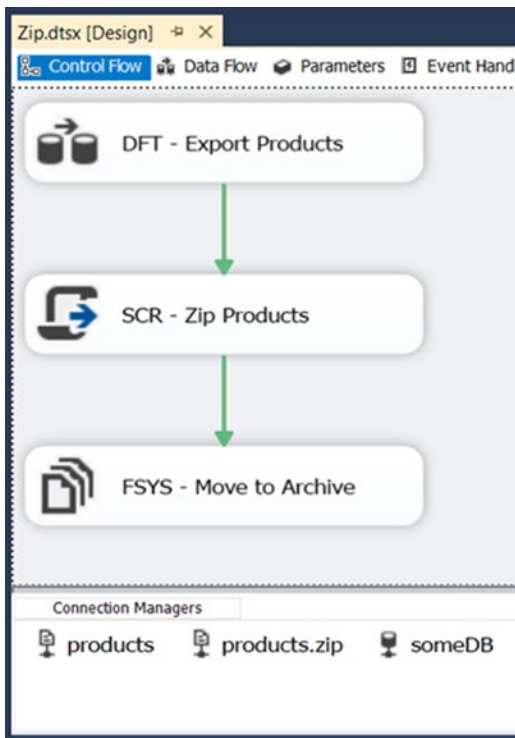 Zip.dtsx [Design]
Control Flow Data Flow Parameters Event Hand
DFT - Export Products
SCR - Zip Products
FSYS - Move to Archive
Connection Managers
products products.zip someDB